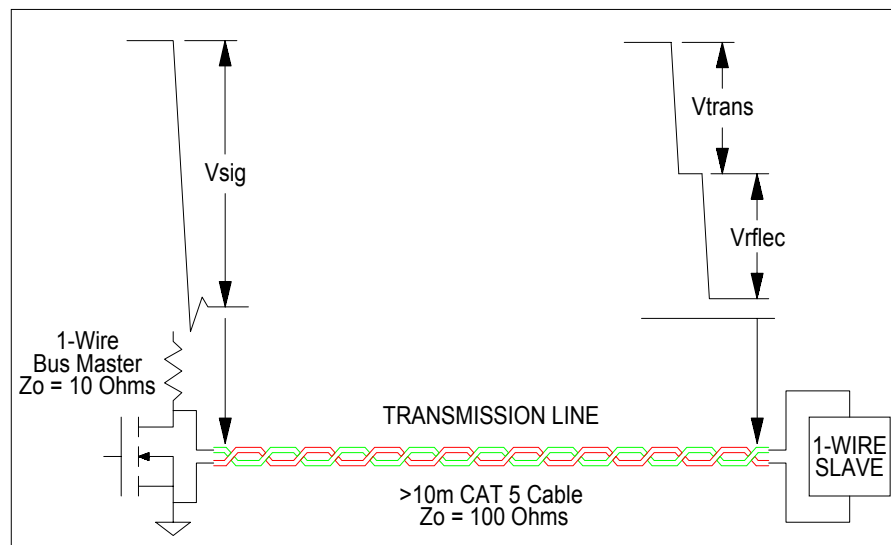 Vsig
Vtrans
Vrflec
1-Wire
Bus Master
Zo = 10 Ohms
TRANSMISSION LINE
>10m CAT 5 Cable
Zo = 100 Ohms
1-WIRE
SLAVE